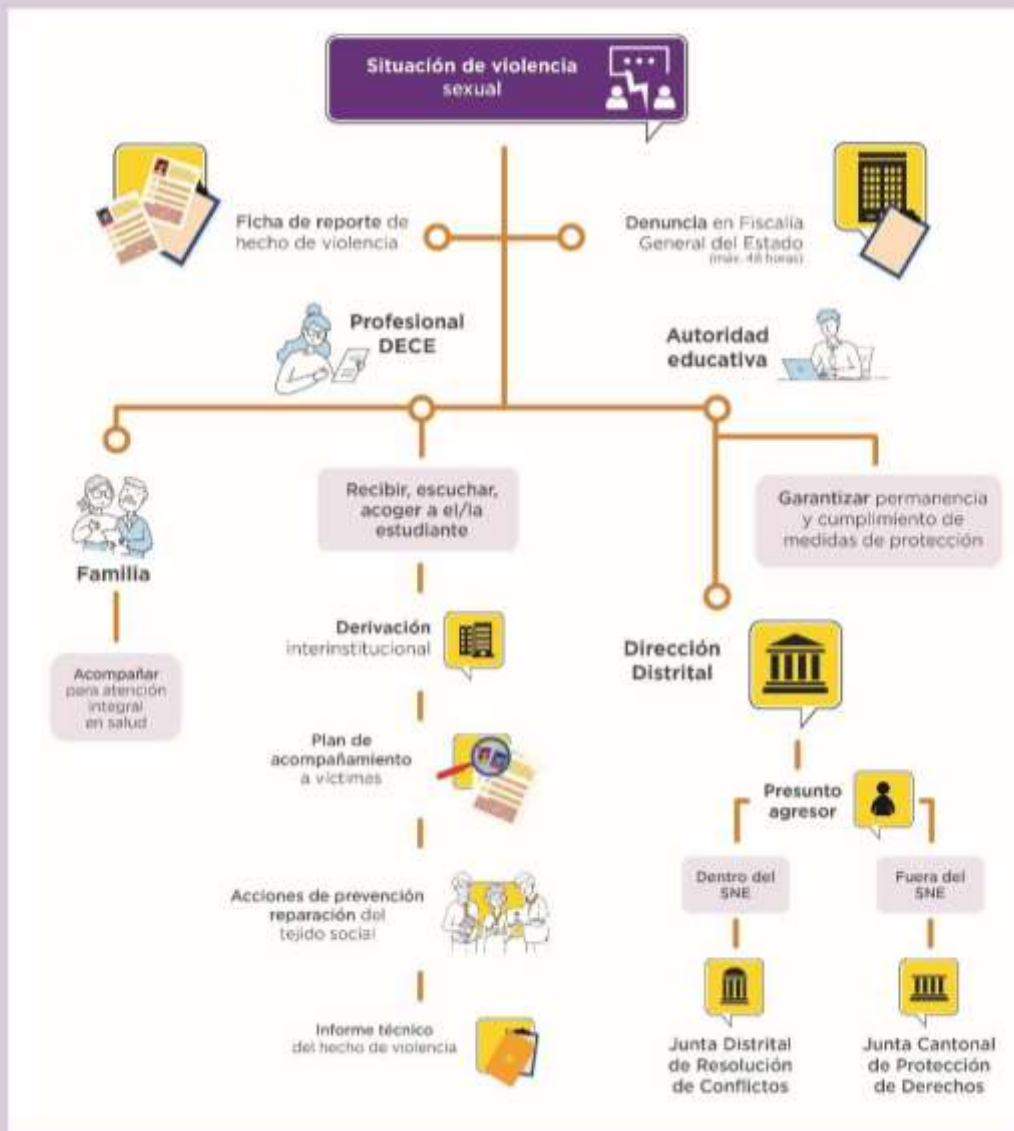 Situación de violencia
sexual
Ficha de reporte de
hecho de violencia
Denuncia en Fiscalía
General del Estado
(máx. 48 horas)
Profesional
DECE
Autoridad
educativa
Familia
Acompañar
para atención
integral
en salud
Recibir, escuchar,
acoger a el/la
estudiante
Derivación
interinstitucional
Plan de
acompañamiento
a víctimas
Acciones de prevención
reparación del
tejido social
Informe técnico
del hecho de violencia
Garantizar permanencia
y cumplimiento de
medidas de protección
Dirección
Distrital
Presunto
agresor
Dentro del
SNE
Fuera del
SNE
Junta Distrital
de Resolución
de Conflictos
Junta Cantonal
de Protección
de Derechos